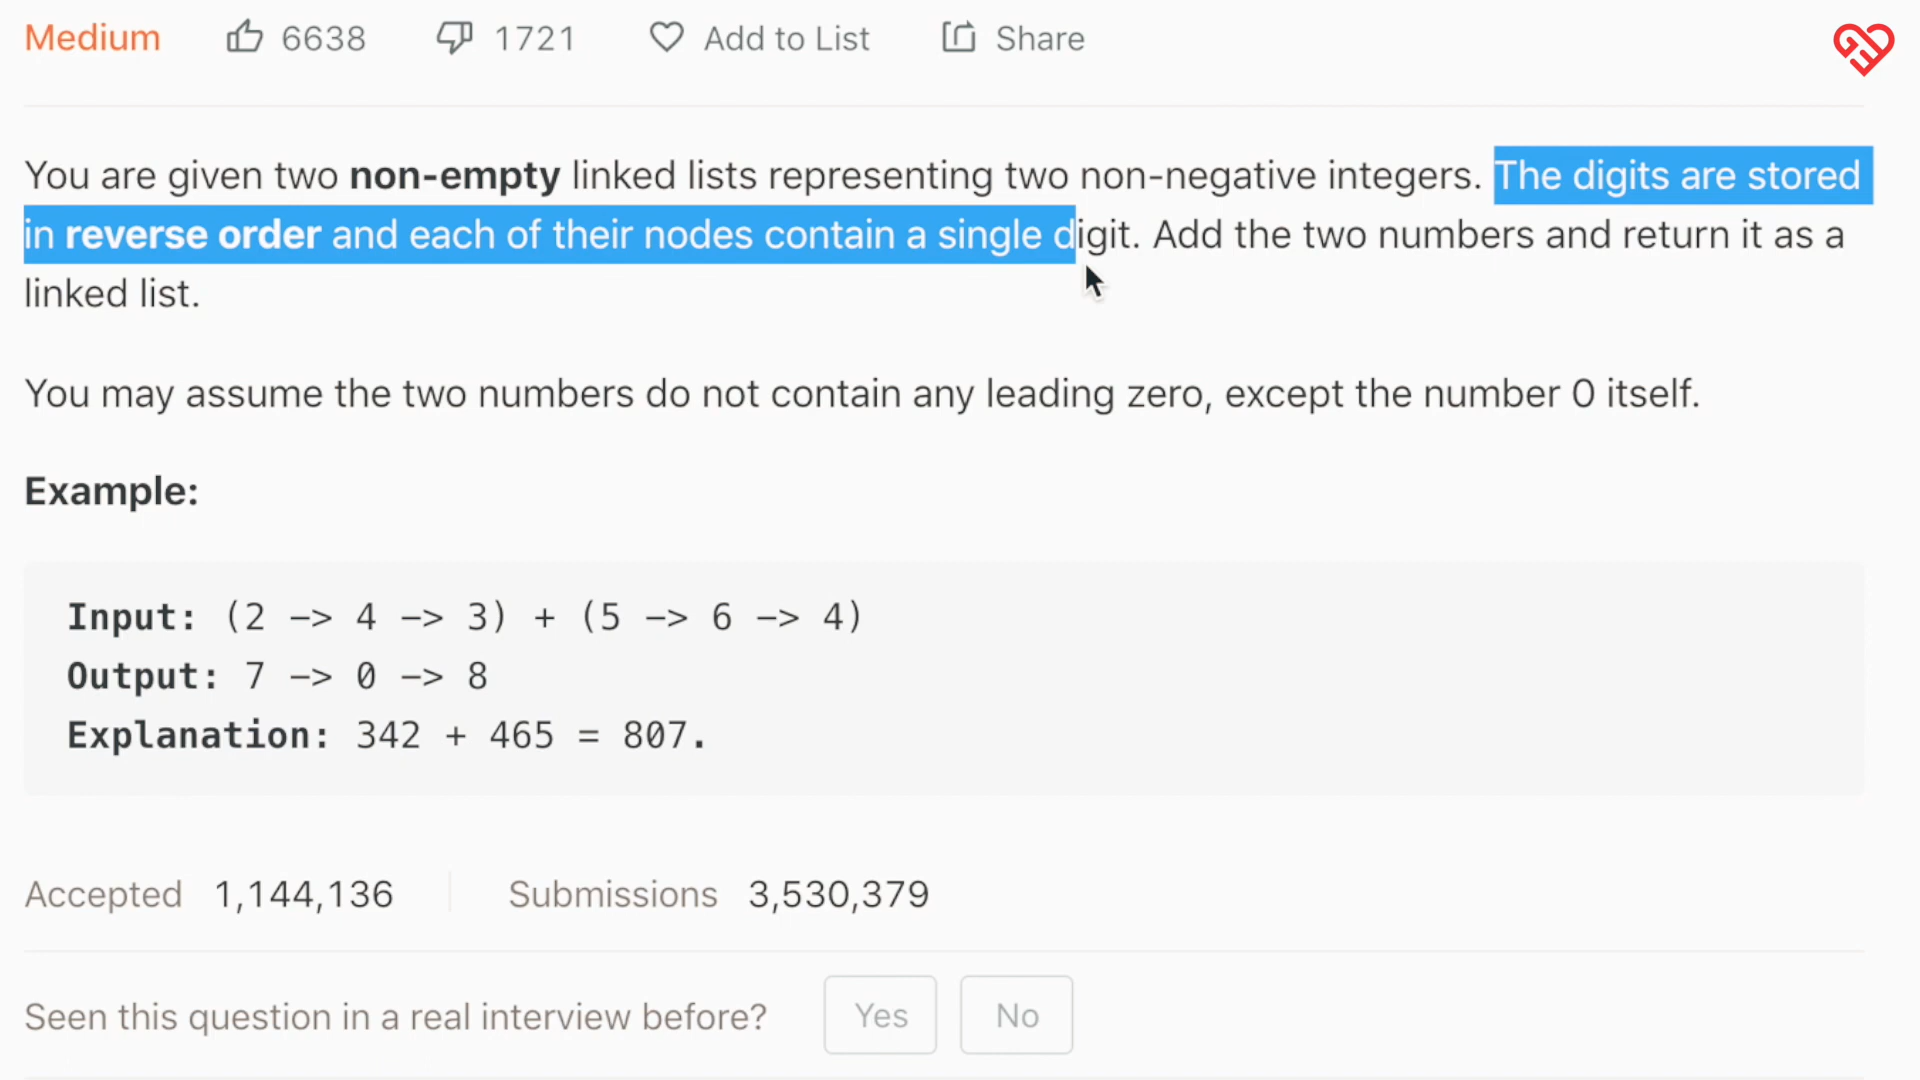 Medium 6638 1721 Add to List Share
You are given two non-empty linked lists representing two non-negative integers. The digits are stored
in reverse order and each of their nodes contain a single digit. Add the two numbers and return it as a
linked list.
You may assume the two numbers do not contain any leading zero, except the number 0 itself.
Example:
Input: (2 -> 4 -> 3) + (5 -> 6 -> 4)
Output: 7 -> 0 -> 8
Explanation: 342 + 465 = 807.
Accepted 1,144,136 Submissions 3,530,379
Seen this question in a real interview before? Yes No